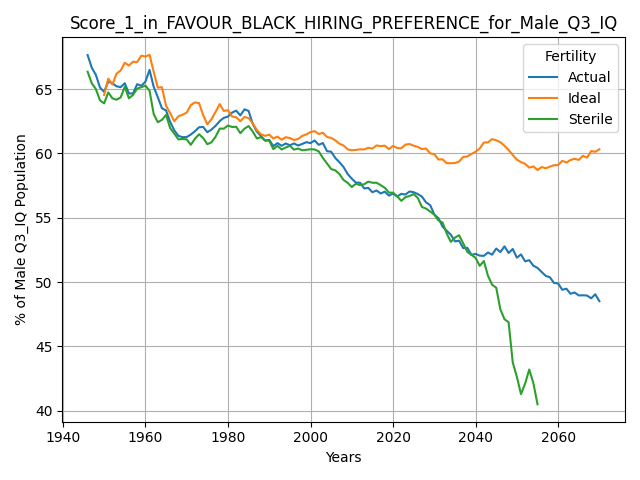 Score_1_in_FAVOUR_BLACK_HIRING_PREFERENCE_for_Male_Q3_IQ
Fertility
Actual
Ideal
Sterile
% of Male Q3_IQ Population
65
60
55
50
45
40
1940
1960
1980
2000
2020
2040
2060
Years